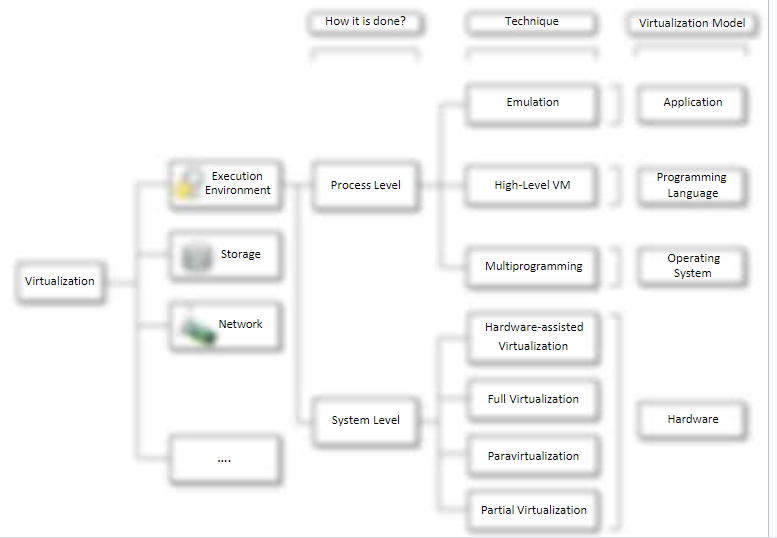 How it is done?
Technique
Virtualization Model
Emulation
Application
Execution
Environment
Process Level
High-Level VM
Programming
Language
Storage
Multiprogramming
Operating
System
Virtualization
Network
Hardware-assisted
Virtualization
Full Virtualization
System Level
Hardware
....
Paravirtualization
Partial Virtualization